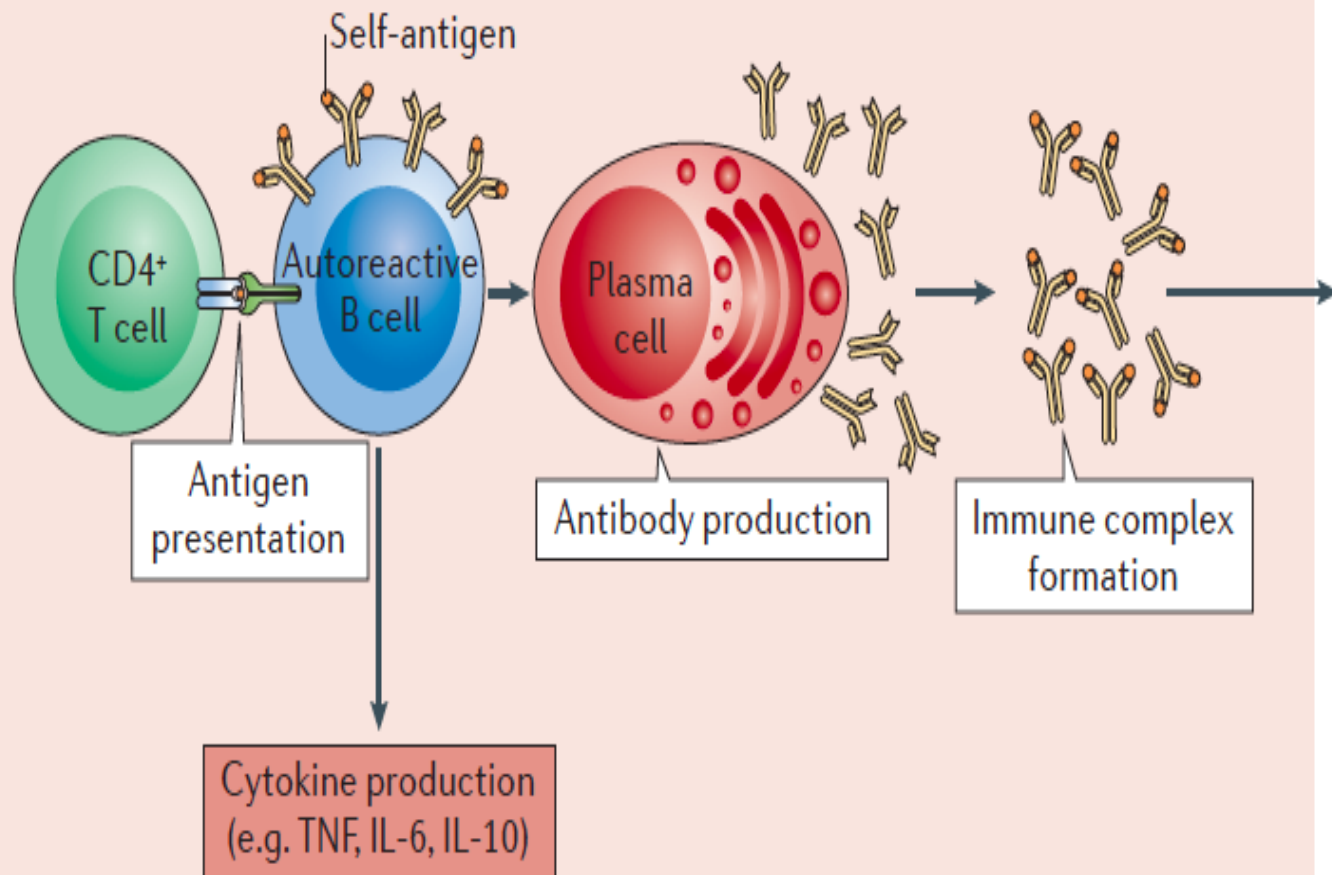 Self-antigen
CD4⁺
T cell
Autoreactive
B cell
Plasma
cell
Antigen
presentation
Antibody production
Immune complex
formation
Cytokine production
(e.g. TNF, IL-6, IL-10)